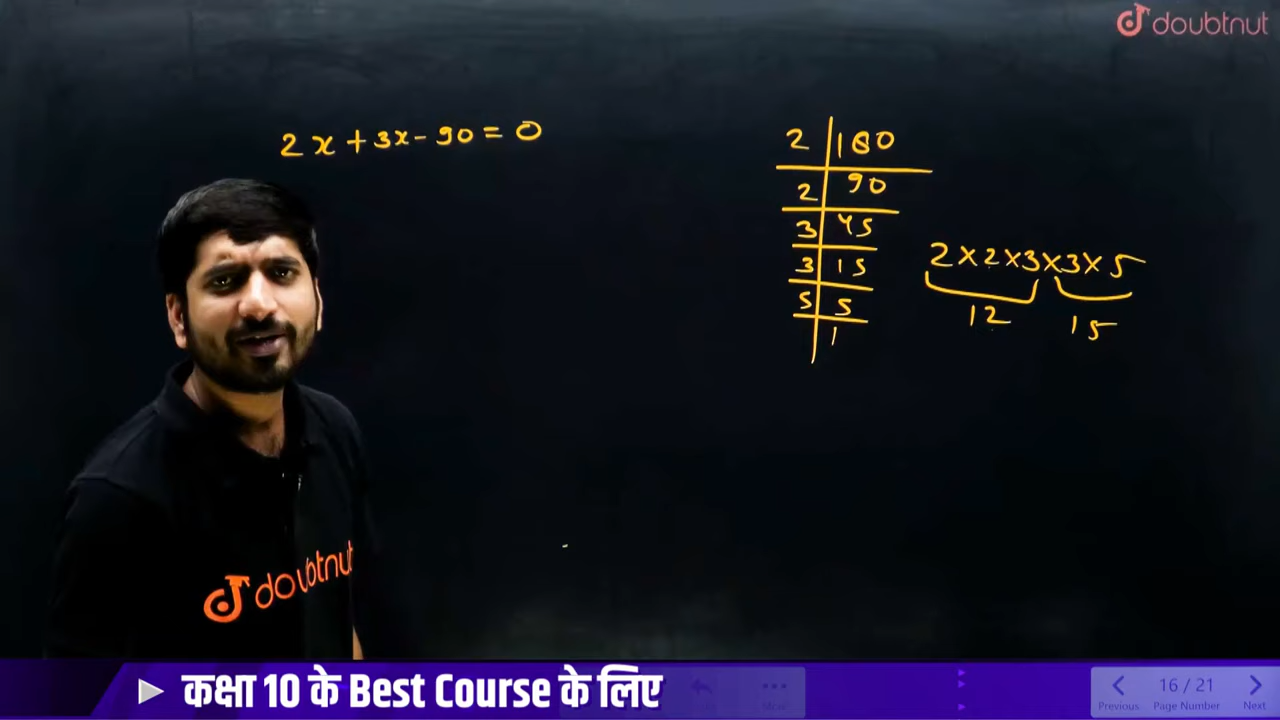 doubtnut
2x + 3x - 90 = 0
2 | 180
2 | 90
3 | 45
3 | 15
5 | 5
1
2 × 2 × 3 × 3 × 5
12 15
doubtnut
कक्षा 10 के Best Course के लिए
16 / 21
Previous Page Number Next